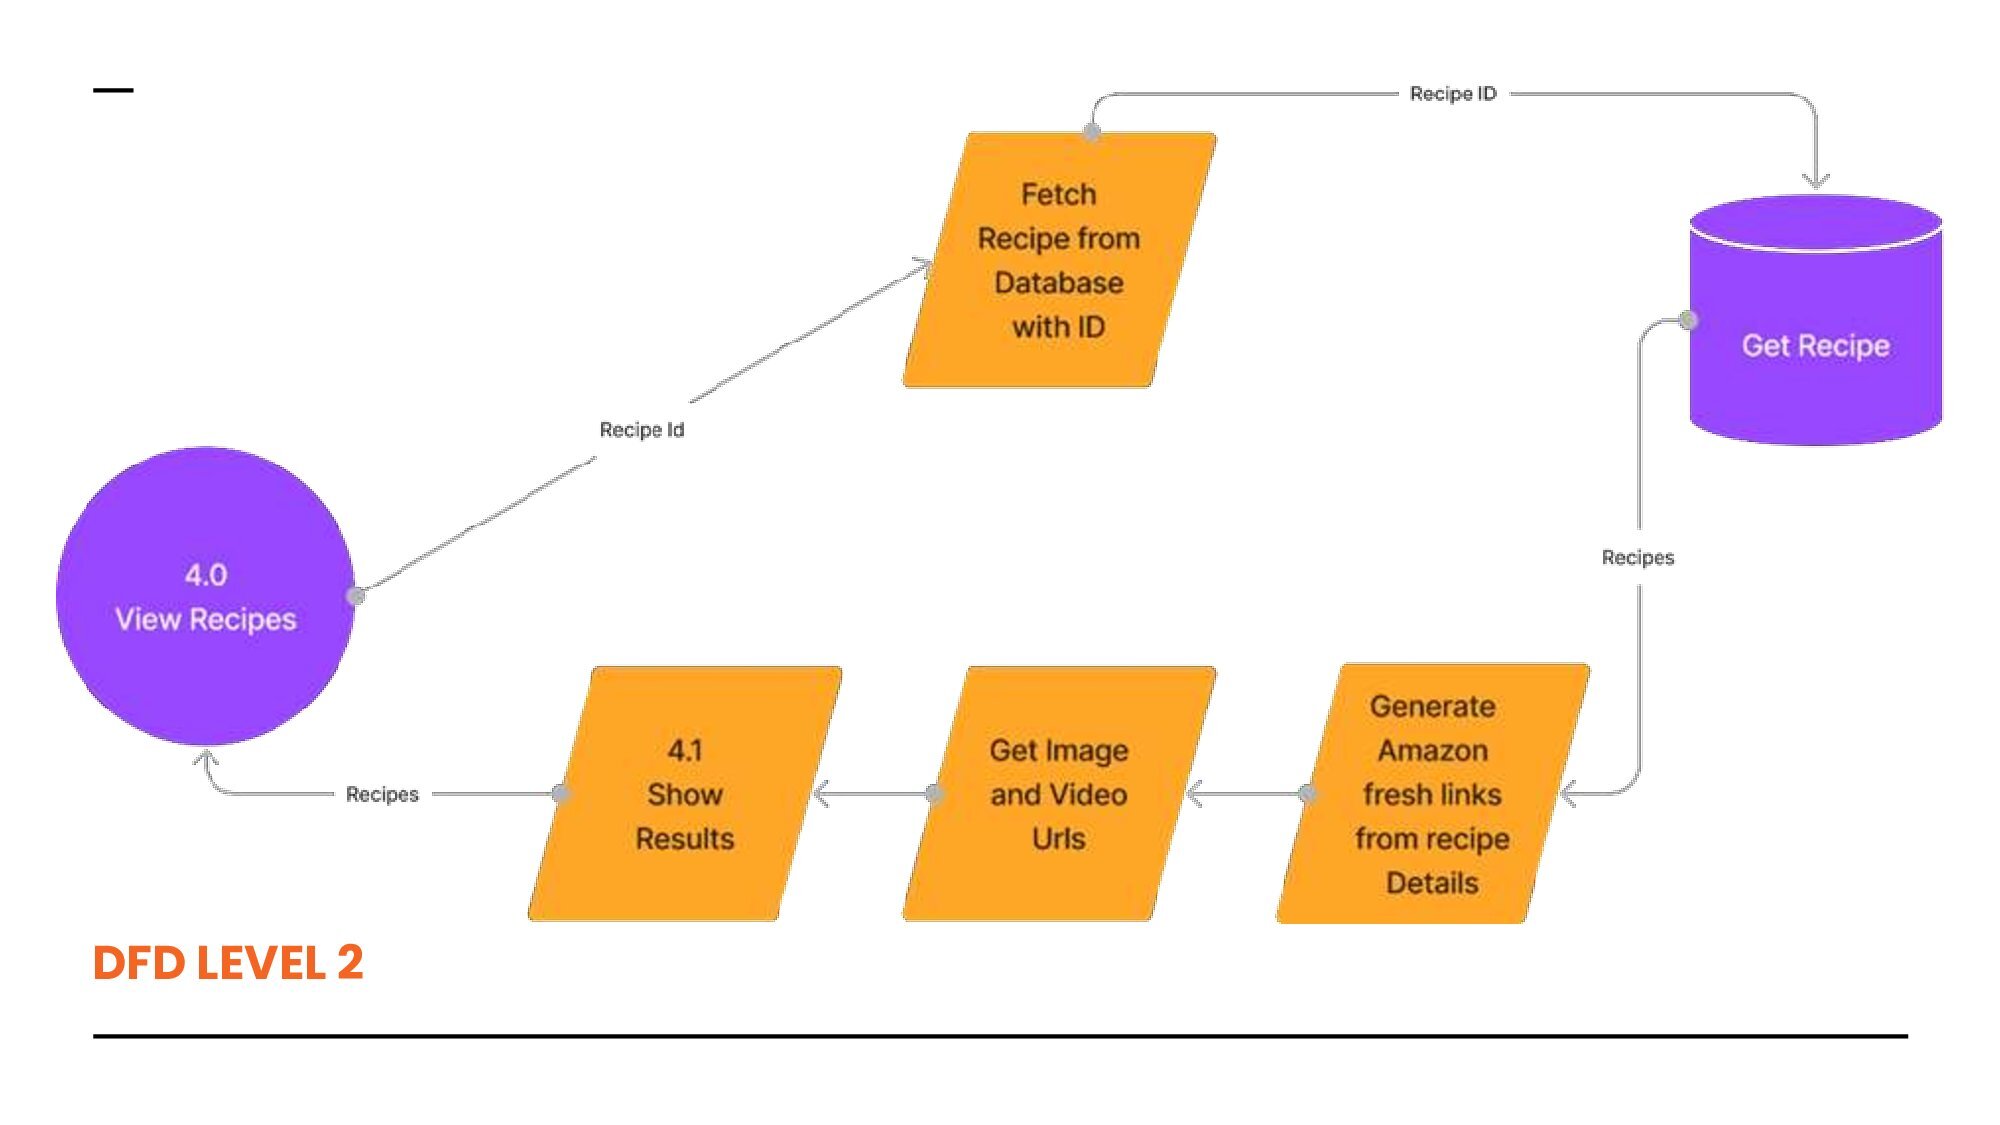 Recipe ID
Fetch
Recipe from
Database
with ID
Get Recipe
Recipe Id
Recipes
4.0
View Recipes
Generate
Amazon
fresh links
from recipe
Details
Get Image
and Video
Urls
4.1
Show
Results
Recipes
DFD LEVEL 2